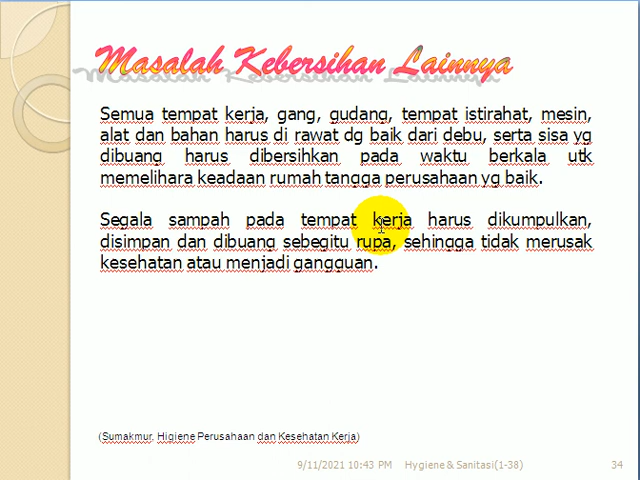 Masalah Kebersihan Lainnya
Semua tempat kerja, gang, gudang, tempat istirahat, mesin,
alat dan bahan harus di rawat dg baik dari debu, serta sisa yg
dibuang harus dibersihkan pada waktu berkala utk
memelihara keadaan rumah tangga perusahaan yg baik.
Segala sampah pada tempat kerja harus dikumpulkan,
disimpan dan dibuang sebegitu rupa, sehingga tidak merusak
kesehatan atau menjadi gangguan.
(Sumakmur, Higiene Perusahaan dan Kesehatan Kerja)
9/11/2021 10:43 PM Hygiene & Sanitasi(1-38) 34